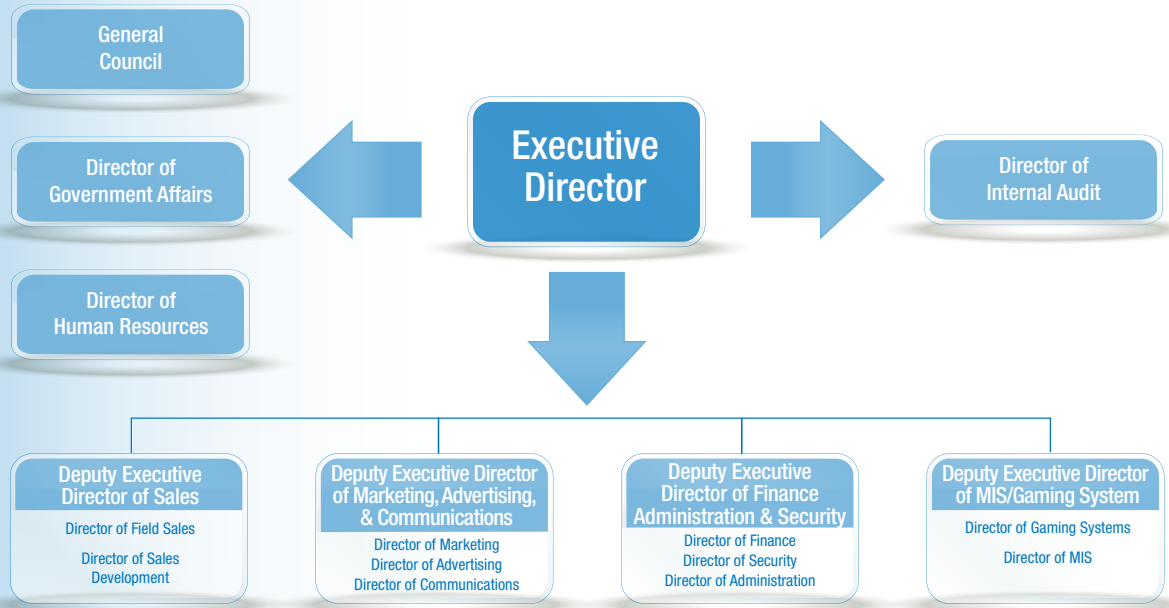 General
Council
Director of
Government Affairs
Director of
Human Resources
Executive
Director
Director of
Internal Audit
Deputy Executive
Director of Sales
Director of Field Sales
Director of Sales
Development
Deputy Executive Director
of Marketing, Advertising,
& Communications
Director of Marketing
Director of Advertising
Director of Communications
Deputy Executive
Director of Finance
Administration & Security
Director of Finance
Director of Security
Director of Administration
Deputy Executive Director
of MIS/Gaming System
Director of Gaming Systems
Director of MIS